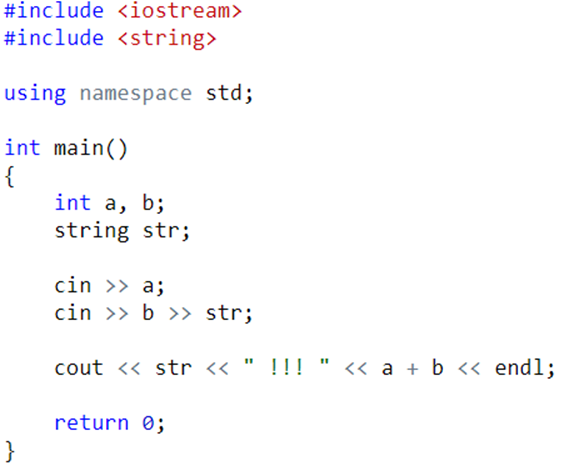 #include <iostream>
#include <string>

using namespace std;

int main()
{
    int a, b;
    string str;

    cin >> a;
    cin >> b >> str;

    cout << str << " !!! " << a + b << endl;

    return 0;
}